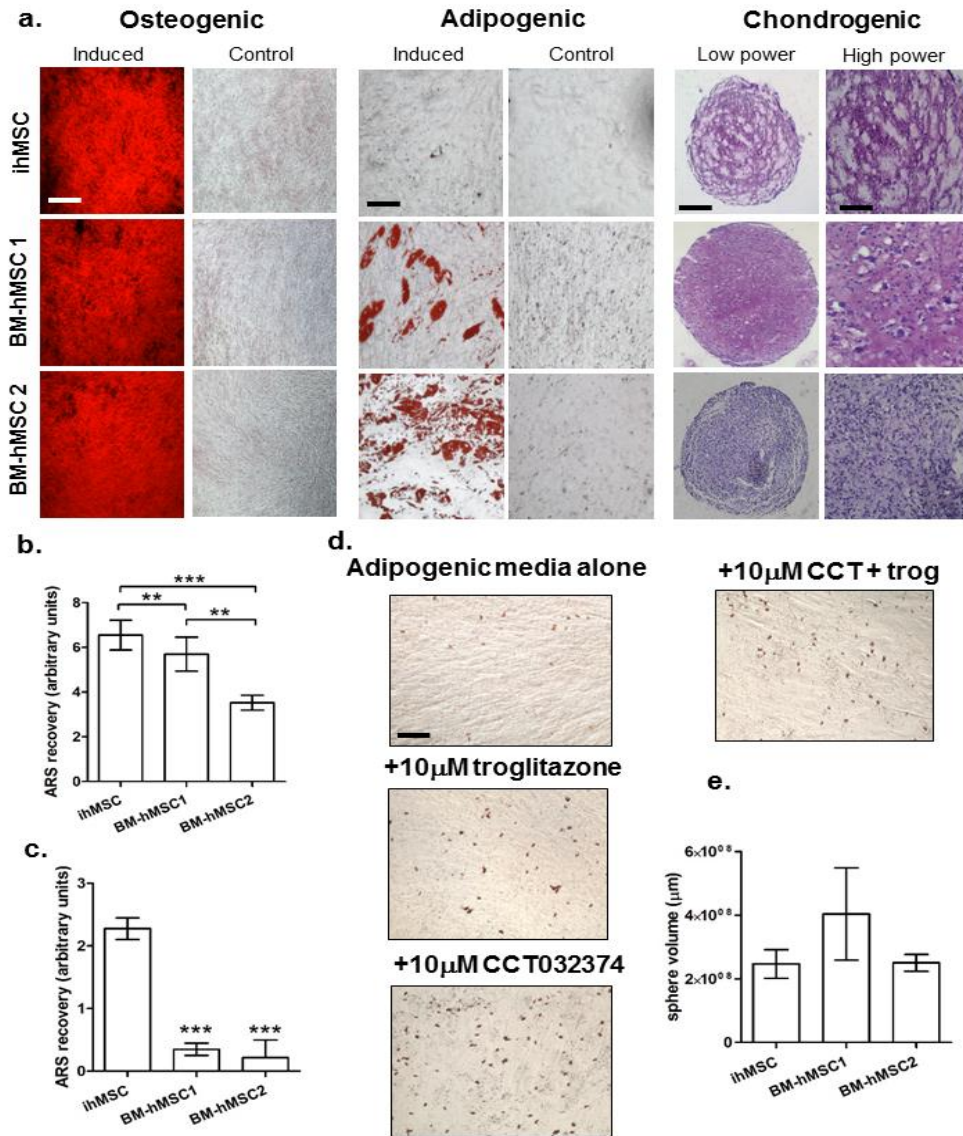 a.
Osteogenic
Adipogenic
Chondrogenic
Induced
Control
Induced
Control
Low power
High power
ihMSC
BM-hMSC 1
BM-hMSC 2
b.
ARS recovery (arbitrary units)
8
6
4
2
0
***
**
**
ihMSC
BM-hMSC1
BM-hMSC2
c.
ARS recovery (arbitrary units)
3
2
1
0
***
***
ihMSC
BM-hMSC1
BM-hMSC2
d.
Adipogenic media alone
+10μM troglitazone
+10μM CCT032374
+10μM CCT + trog
e.
sphere volume (μm)
6×10⁰⁸
4×10⁰⁸
2×10⁰⁸
0
ihMSC
BM-hMSC1
BM-hMSC2